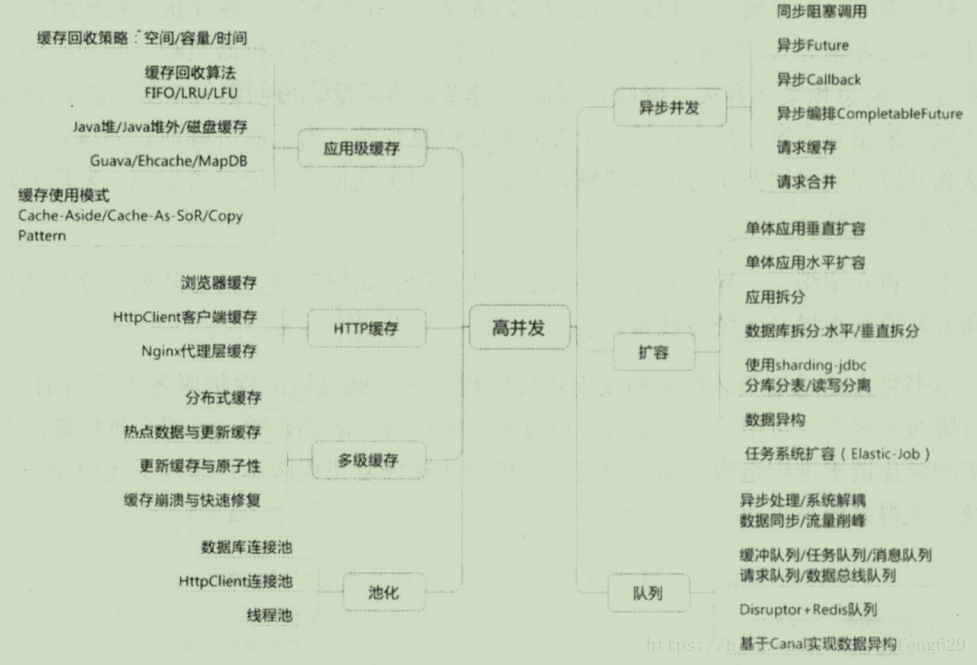 缓存回收策略：空间/容量/时间
缓存回收算法
FIFO/LRU/LFU
Java堆/Java堆外/磁盘缓存
Guava/Ehcache/MapDB
缓存使用模式
Cache-Aside/Cache-As-SoR/Copy
Pattern
应用级缓存
浏览器缓存
HttpClient客户端缓存
Nginx代理层缓存
HTTP缓存
分布式缓存
热点数据与更新缓存
更新缓存与原子性
缓存崩溃与快速修复
多级缓存
数据库连接池
HttpClient连接池
线程池
池化
高并发
异步并发
同步阻塞调用
异步Future
异步Callback
异步编排CompletableFuture
请求缓存
请求合并
扩容
单体应用垂直扩容
单体应用水平扩容
应用拆分
数据库拆分:水平/垂直拆分
使用sharding-jdbc
分库分表/读写分离
数据异构
任务系统扩容（Elastic-Job）
队列
异步处理/系统解耦
数据同步/流量削峰
缓冲队列/任务队列/消息队列
请求队列/数据总线队列
Disruptor+Redis队列
基于Canal实现数据异构